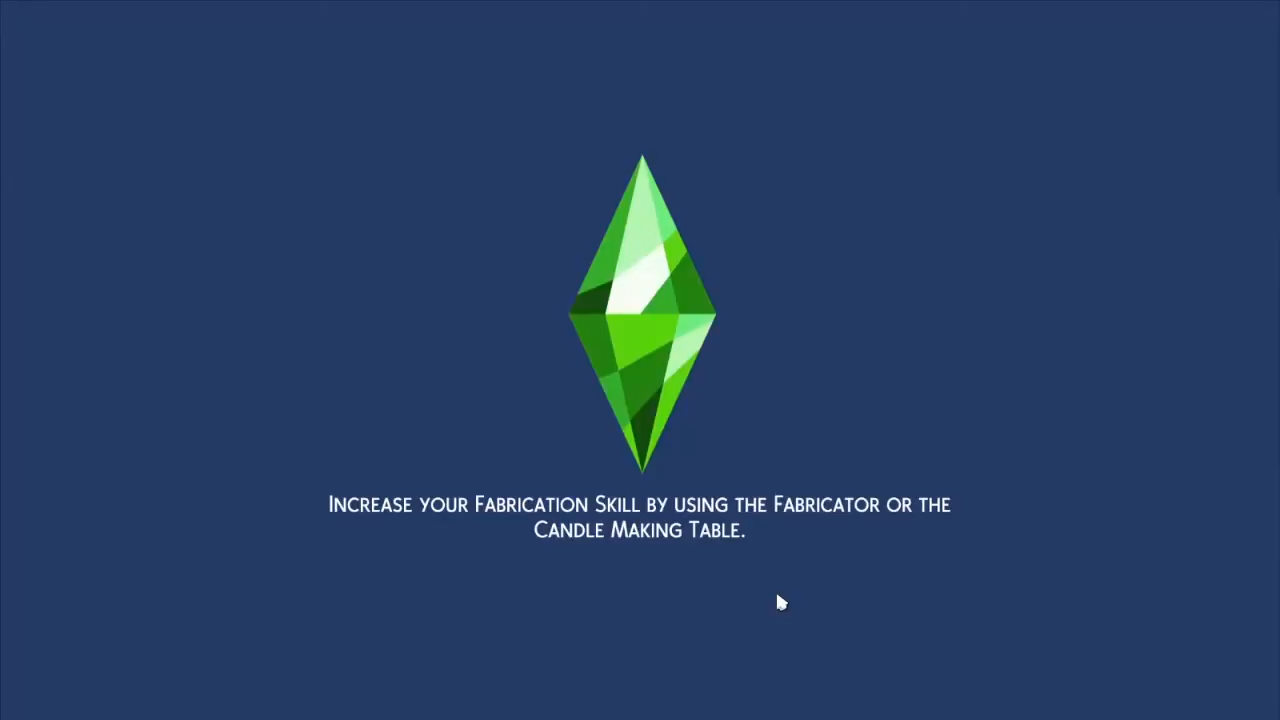 Increase your Fabrication Skill by using the Fabricator or the
Candle Making Table.